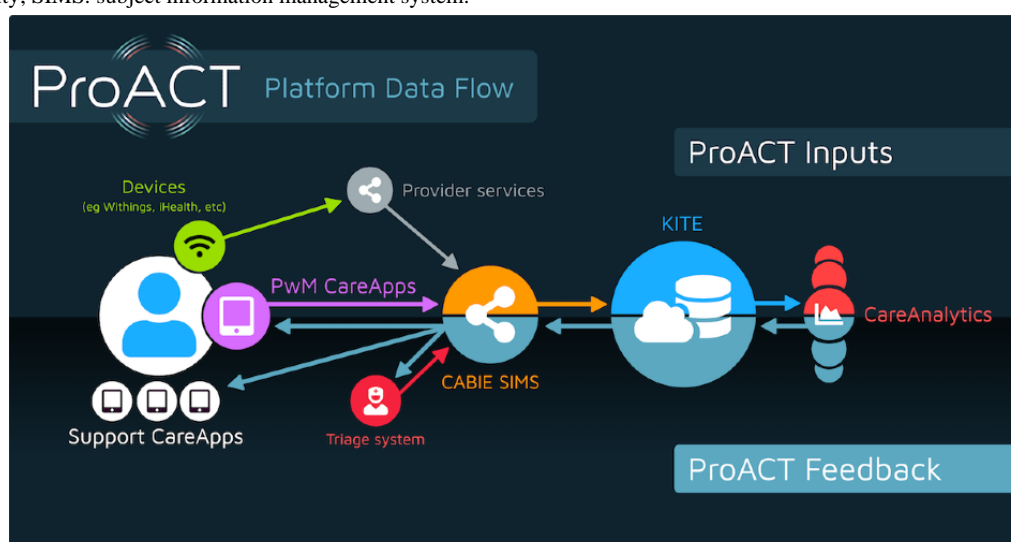 ity; SIMS: subject information management system.
ProACT Platform Data Flow
ProACT Inputs
Devices
(eg Withings, iHealth, etc)
Provider services
KITE
PwM CareApps
CareAnalytics
CABIE SIMS
Support CareApps
Triage system
ProACT Feedback